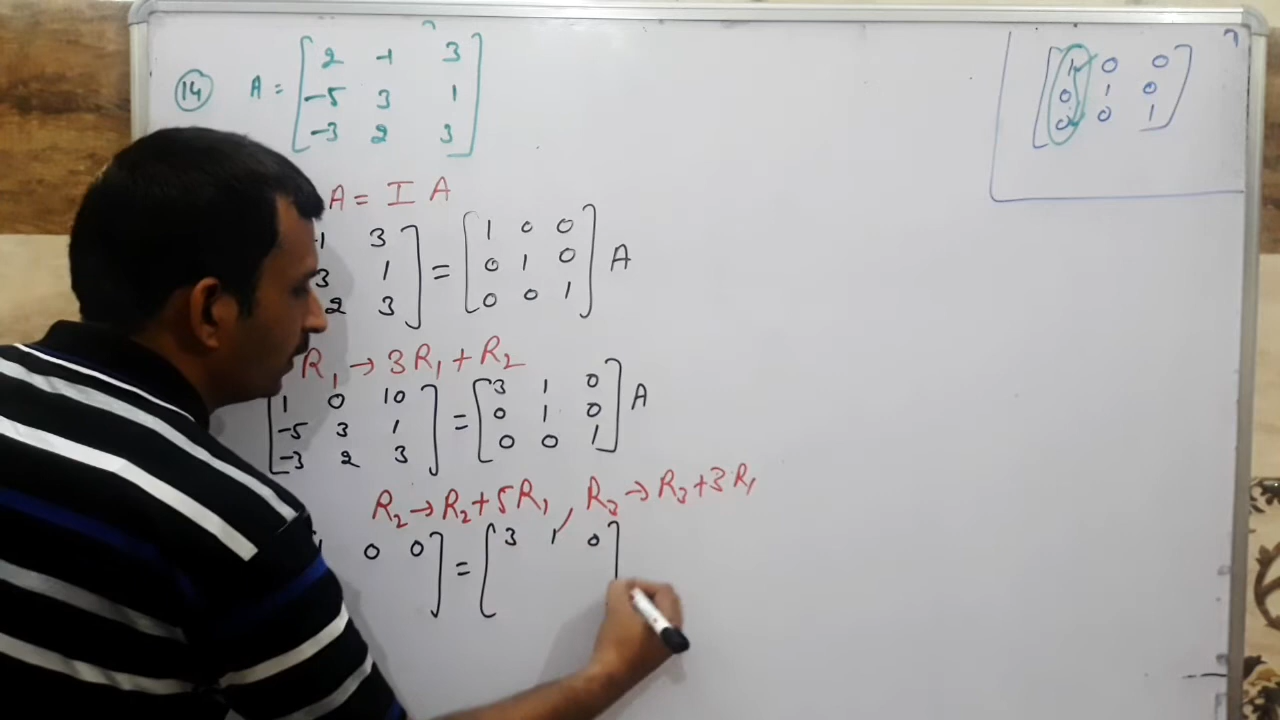 14 A = [ 2 -1 3
-5 3 1
-3 2 3 ]
[ 1 0 0
0 1 0
0 0 1 ]
A = I A
-1 3 ] = [ 1 0 0
3 1 0 1 0 ] A
2 3 0 0 1
R1 → 3R1 + R2
[ 1 0 10 ] = [ 3 1 0 ] A
-5 3 1 0 1 0
-3 2 3 0 0 1
R2 → R2 + 5R1 , R3 → R3 + 3R1
0 0 ] = [ 3 1 0 ]